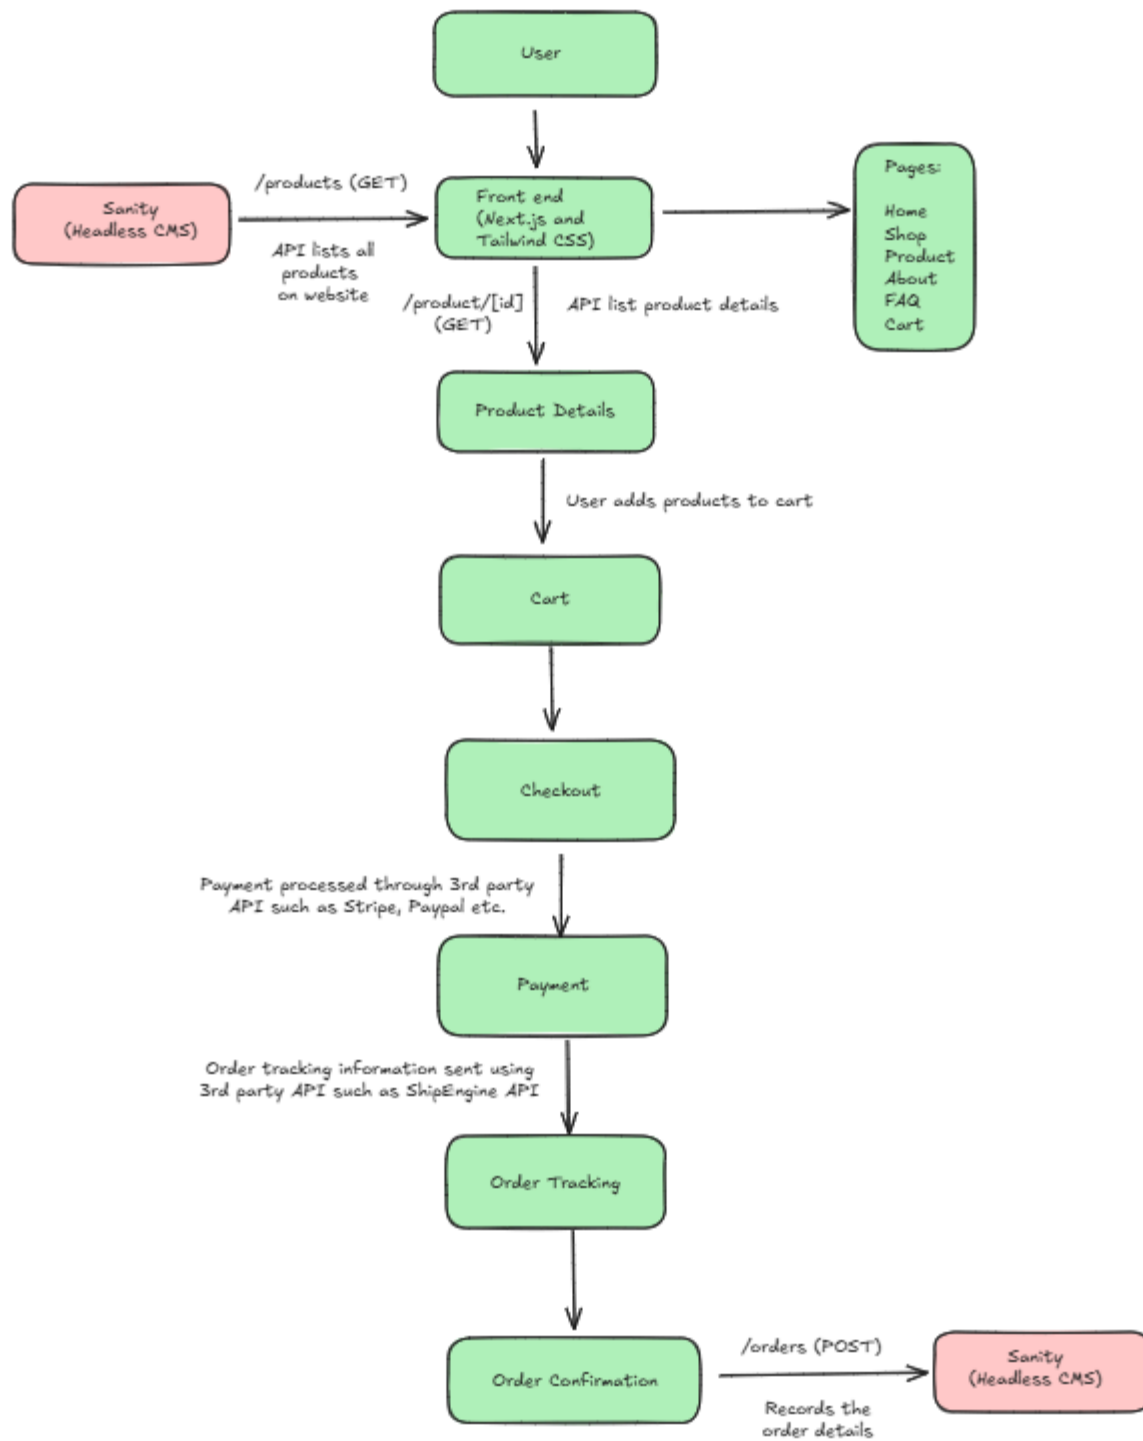 User
/products (GET)
Sanity
(Headless CMS)
API lists all
products
on website
Front end
(Next.js and
Tailwind CSS)
Pages:
Home
Shop
Product
About
FAQ
Cart
/product/[id]
(GET)
API list product details
Product Details
User adds products to cart
Cart
Checkout
Payment processed through 3rd party
API such as Stripe, Paypal etc.
Payment
Order tracking information sent using
3rd party API such as ShipEngine API
Order Tracking
Order Confirmation
/orders (POST)
Records the
order details
Sanity
(Headless CMS)